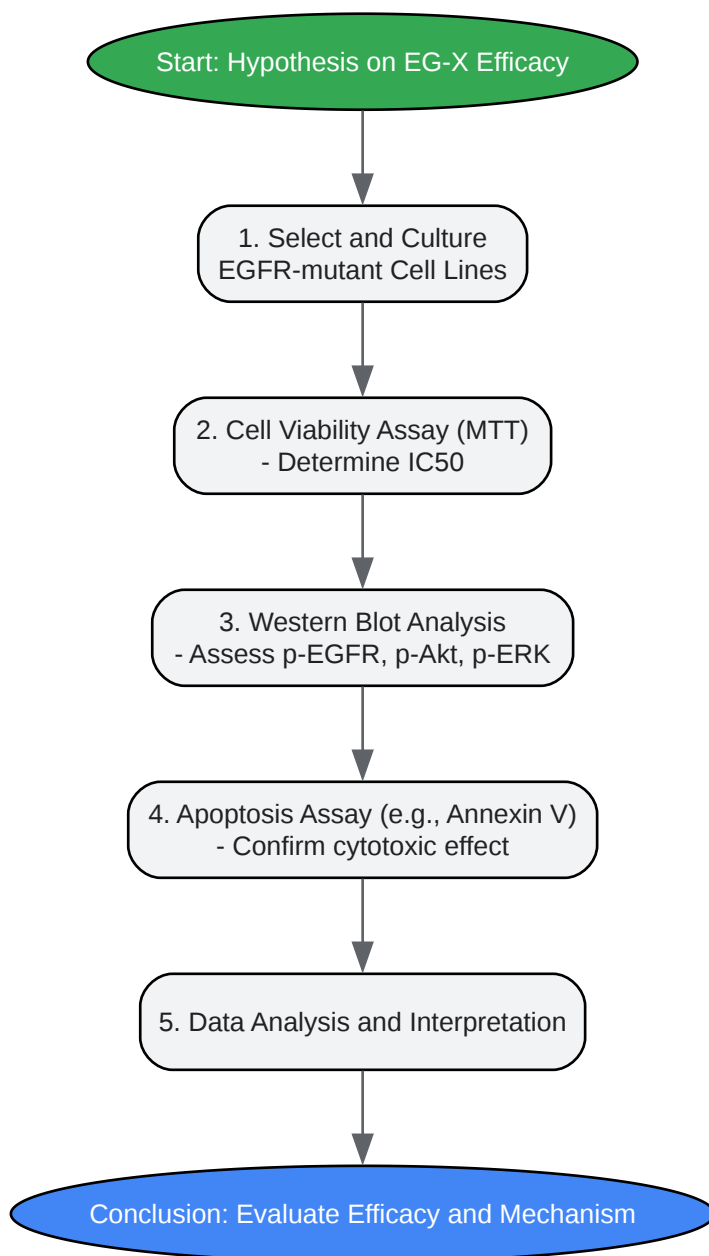 Start: Hypothesis on EG-X Efficacy
1. Select and Culture
EGFR-mutant Cell Lines
2. Cell Viability Assay (MTT)
- Determine IC50
3. Western Blot Analysis
- Assess p-EGFR, p-Akt, p-ERK
4. Apoptosis Assay (e.g., Annexin V)
- Confirm cytotoxic effect
5. Data Analysis and Interpretation
Conclusion: Evaluate Efficacy and Mechanism